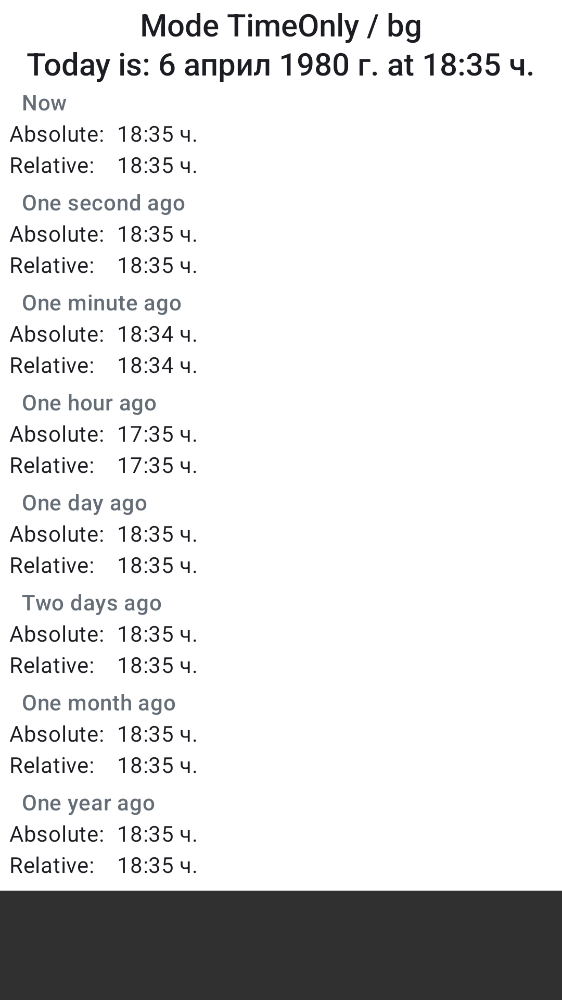 Mode TimeOnly / bg
Today is: 6 април 1980 г. at 18:35 ч.
Now
Absolute: 18:35 ч.
Relative: 18:35 ч.
One second ago
Absolute: 18:35 ч.
Relative: 18:35 ч.
One minute ago
Absolute: 18:34 ч.
Relative: 18:34 ч.
One hour ago
Absolute: 17:35 ч.
Relative: 17:35 ч.
One day ago
Absolute: 18:35 ч.
Relative: 18:35 ч.
Two days ago
Absolute: 18:35 ч.
Relative: 18:35 ч.
One month ago
Absolute: 18:35 ч.
Relative: 18:35 ч.
One year ago
Absolute: 18:35 ч.
Relative: 18:35 ч.